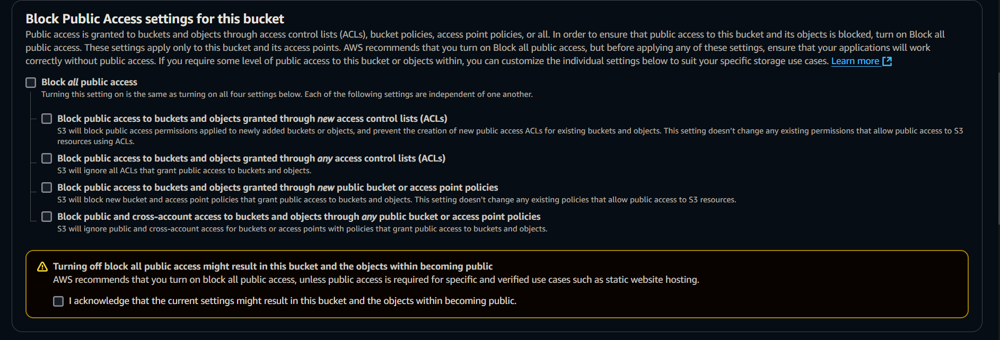 Block Public Access settings for this bucket
Public access is granted to buckets and objects through access control lists (ACLs), bucket policies, access point policies, or all. In order to ensure that public access to this bucket and its objects is blocked, turn on Block all
public access. These settings apply only to this bucket and its access points. AWS recommends that you turn on Block all public access, but before applying any of these settings, ensure that your applications will work
correctly without public access. If you require some level of public access to this bucket or objects within, you can customize the individual settings below to suit your specific storage use cases. Learn more
Block all public access
Turning this setting on is the same as turning on all four settings below. Each of the following settings are independent of one another.
Block public access to buckets and objects granted through new access control lists (ACLs)
S3 will block public access permissions applied to newly added buckets or objects, and prevent the creation of new public access ACLs for existing buckets and objects. This setting doesn’t change any existing permissions that allow public access to S3
resources using ACLs.
Block public access to buckets and objects granted through any access control lists (ACLs)
S3 will ignore all ACLs that grant public access to buckets and objects.
Block public access to buckets and objects granted through new public bucket or access point policies
S3 will block new bucket and access point policies that grant public access to buckets and objects. This setting doesn't change any existing policies that allow public access to S3 resources.
Block public and cross-account access to buckets and objects through any public bucket or access point policies
S3 will ignore public and cross-account access for buckets or access points with policies that grant public access to buckets and objects.
Turning off block all public access might result in this bucket and the objects within becoming public
AWS recommends that you turn on block all public access, unless public access is required for specific and verified use cases such as static website hosting.
I acknowledge that the current settings might result in this bucket and the objects within becoming public.